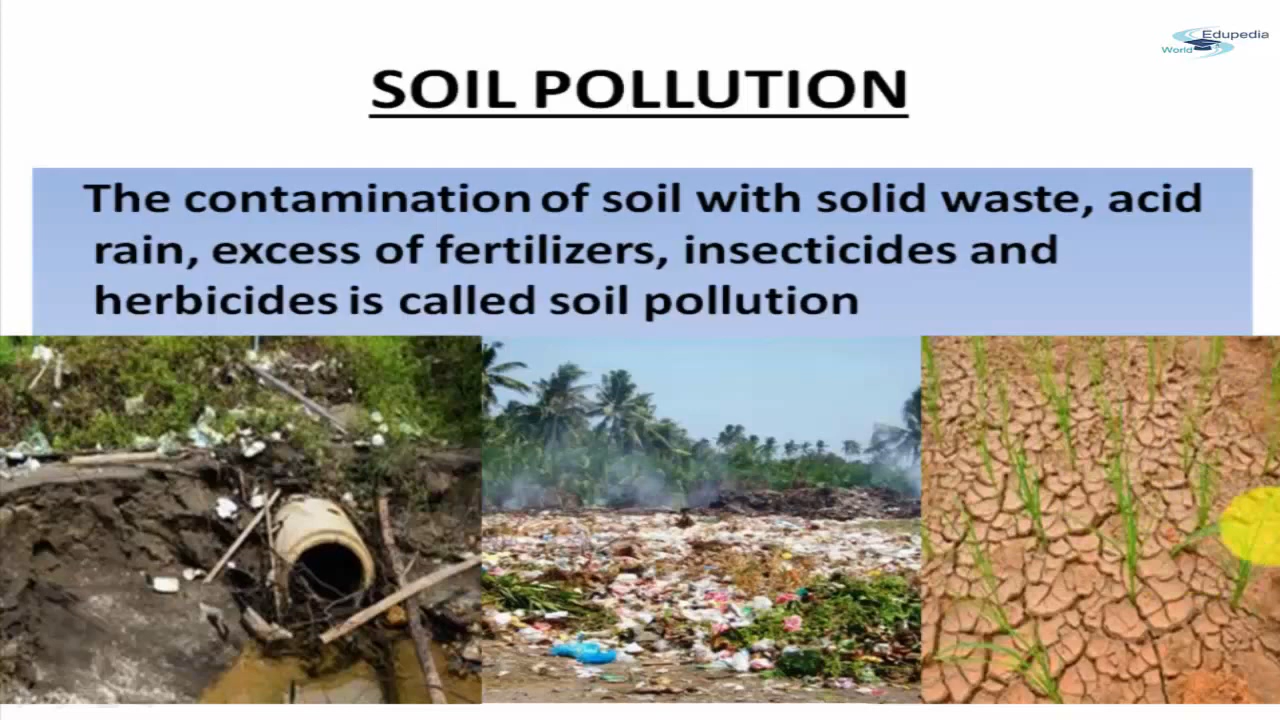 Edupedia
World
SOIL POLLUTION
The contamination of soil with solid waste, acid
rain, excess of fertilizers, insecticides and
herbicides is called soil pollution